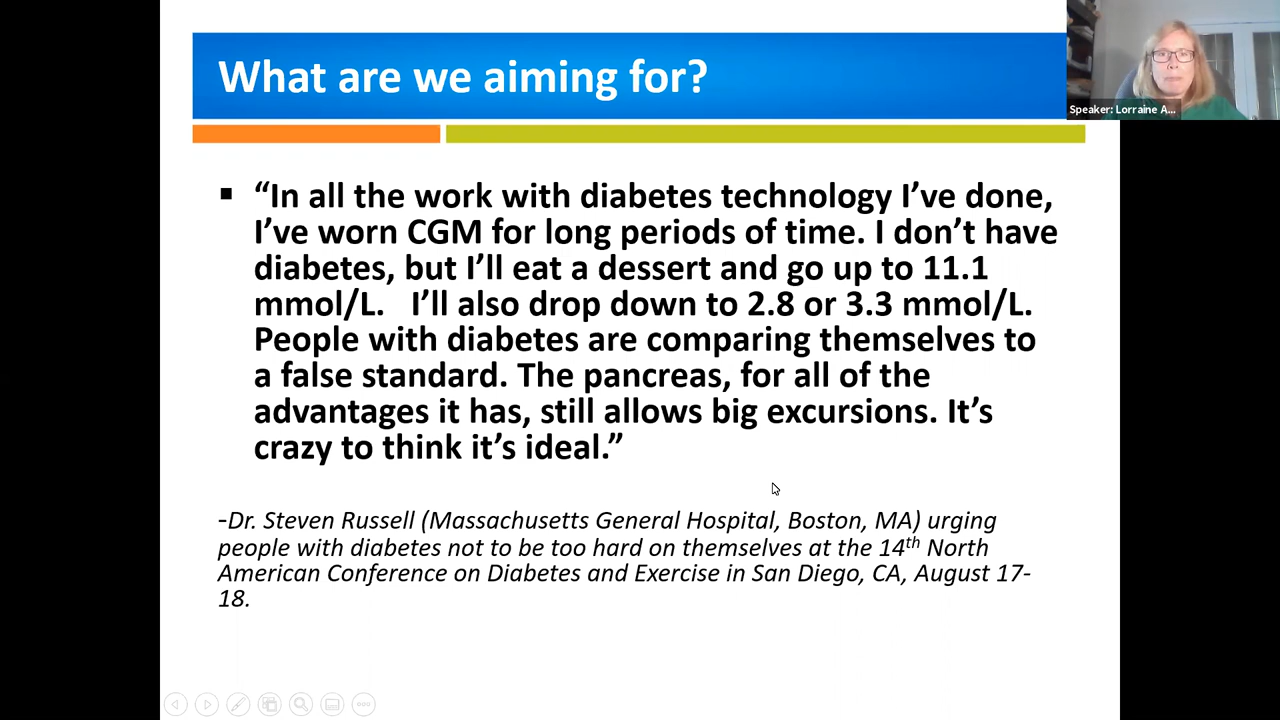 What are we aiming for?
Speaker: Lorraine A...
▪ “In all the work with diabetes technology I’ve done,
I’ve worn CGM for long periods of time. I don’t have
diabetes, but I’ll eat a dessert and go up to 11.1
mmol/L.   I’ll also drop down to 2.8 or 3.3 mmol/L.
People with diabetes are comparing themselves to
a false standard. The pancreas, for all of the
advantages it has, still allows big excursions. It’s
crazy to think it’s ideal.”
-Dr. Steven Russell (Massachusetts General Hospital, Boston, MA) urging
people with diabetes not to be too hard on themselves at the 14th North
American Conference on Diabetes and Exercise in San Diego, CA, August 17-
18.